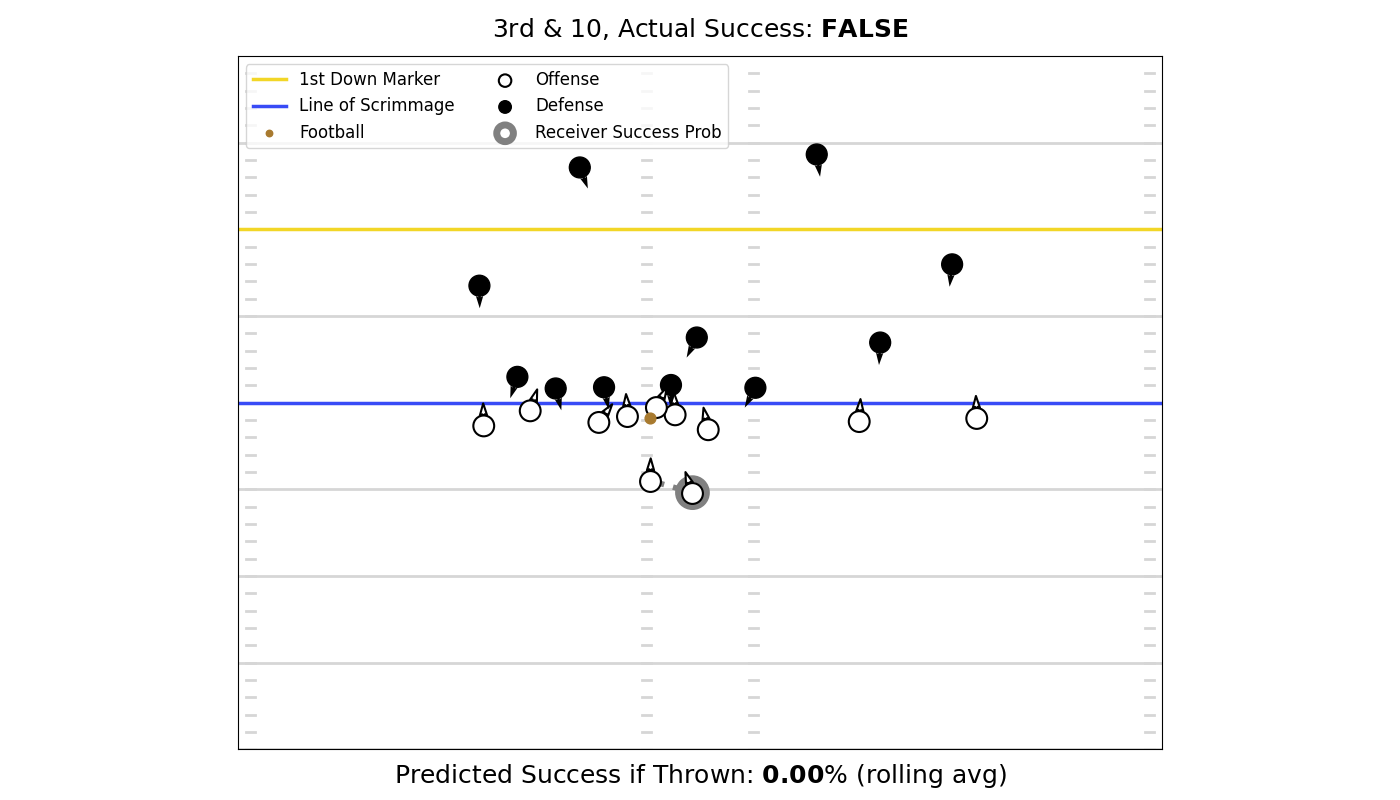 3rd & 10, Actual Success: FALSE
1st Down Marker
Line of Scrimmage
Football
Offense
Defense
Receiver Success Prob
Predicted Success if Thrown: 0.00% (rolling avg)